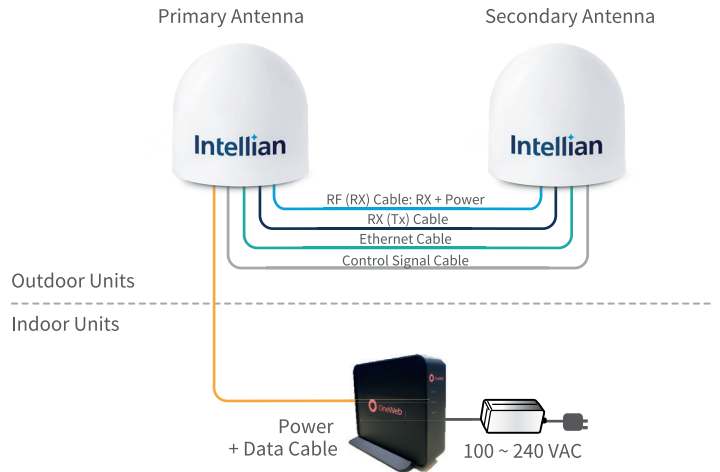 Primary Antenna
Secondary Antenna
Intellian
Intellian
RF (RX) Cable: RX + Power
RX (Tx) Cable
Ethernet Cable
Control Signal Cable
Outdoor Units
Indoor Units
OneWeb
OneWeb
Power
+ Data Cable
100 ~ 240 VAC